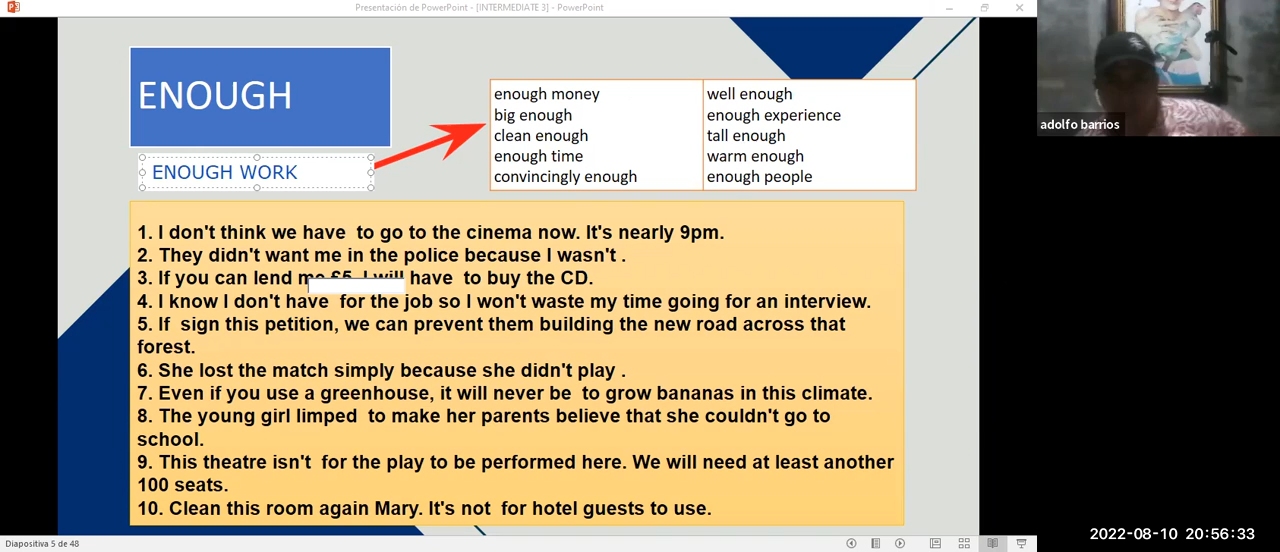 Presentación de PowerPoint - [INTERMEDIATE 3] - PowerPoint
ENOUGH
ENOUGH WORK
enough money
big enough
clean enough
enough time
convincingly enough
well enough
enough experience
tall enough
warm enough
enough people
adolfo barrios
1. I don't think we have to go to the cinema now. It's nearly 9pm.
2. They didn't want me in the police because I wasn't .
3. If you can lend me £5, I will have to buy the CD.
4. I know I don't have for the job so I won't waste my time going for an interview.
5. If sign this petition, we can prevent them building the new road across that
forest.
6. She lost the match simply because she didn't play .
7. Even if you use a greenhouse, it will never be to grow bananas in this climate.
8. The young girl limped to make her parents believe that she couldn't go to
school.
9. This theatre isn't for the play to be performed here. We will need at least another
100 seats.
10. Clean this room again Mary. It's not for hotel guests to use.
2022-08-10 20:56:33
Diapositiva 5 de 48